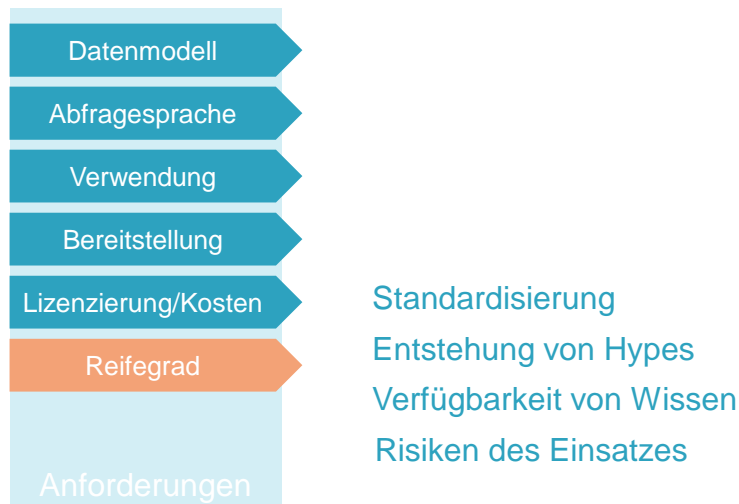 Datenmodell
Abfragesprache
Verwendung
Bereitstellung
Lizenzierung/Kosten
Reifegrad
Anforderungen
Standardisierung
Entstehung von Hypes
Verfügbarkeit von Wissen
Risiken des Einsatzes